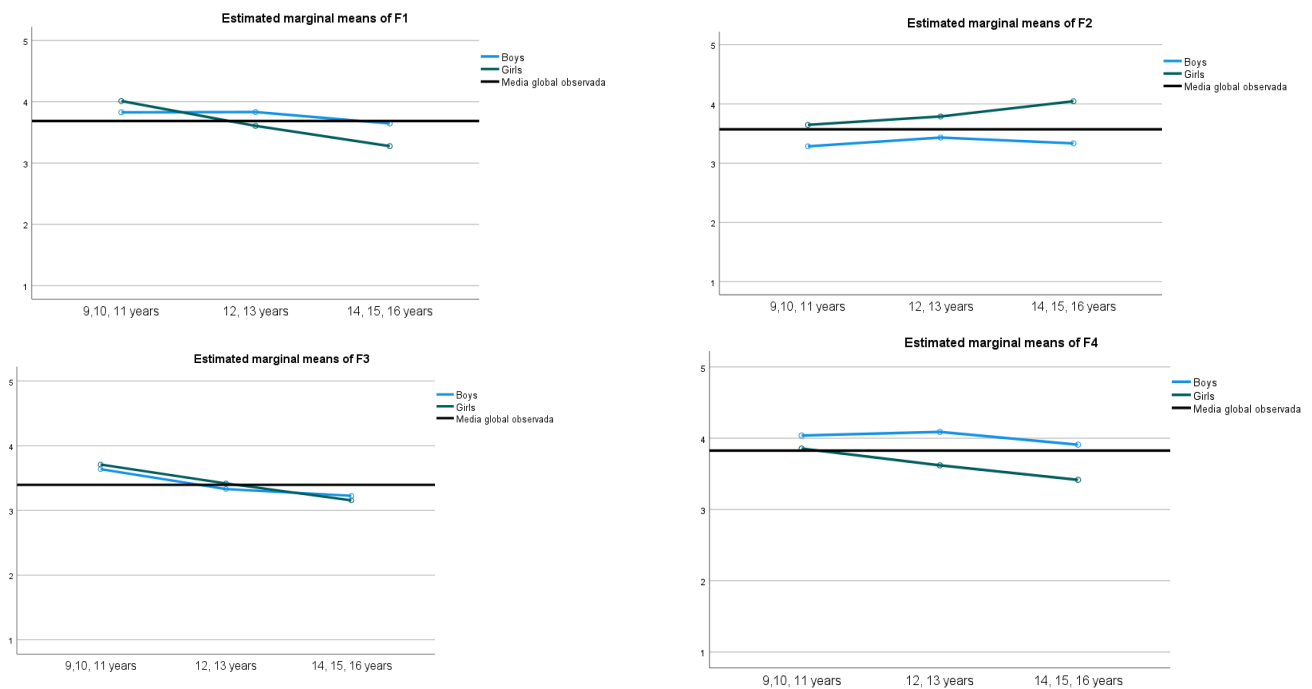 Estimated marginal means of F1
5
4
3
2
1
Boys
Girls
Media global observada
9,10, 11 years
12, 13 years
14, 15, 16 years
Estimated marginal means of F2
5
4
3
2
1
Boys
Girls
Media global observada
9,10, 11 years
12, 13 years
14, 15, 16 years
Estimated marginal means of F3
5
4
3
2
1
Boys
Girls
Media global observada
9,10, 11 years
12, 13 years
14, 15, 16 years
Estimated marginal means of F4
5
4
3
2
1
Boys
Girls
Media global observada
9,10, 11 years
12, 13 years
14, 15, 16 years